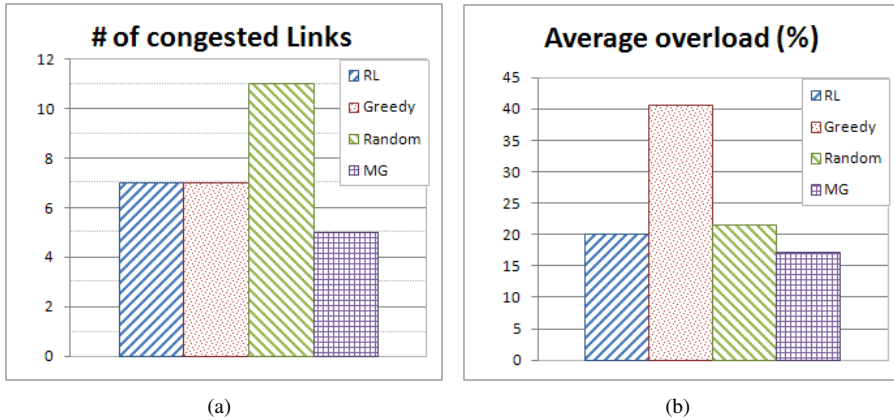 # of congested Links
12
10
8
6
4
2
0
RL
Greedy
Random
MG
(a)
Average overload (%)
45
40
35
30
25
20
15
10
5
0
RL
Greedy
Random
MG
(b)